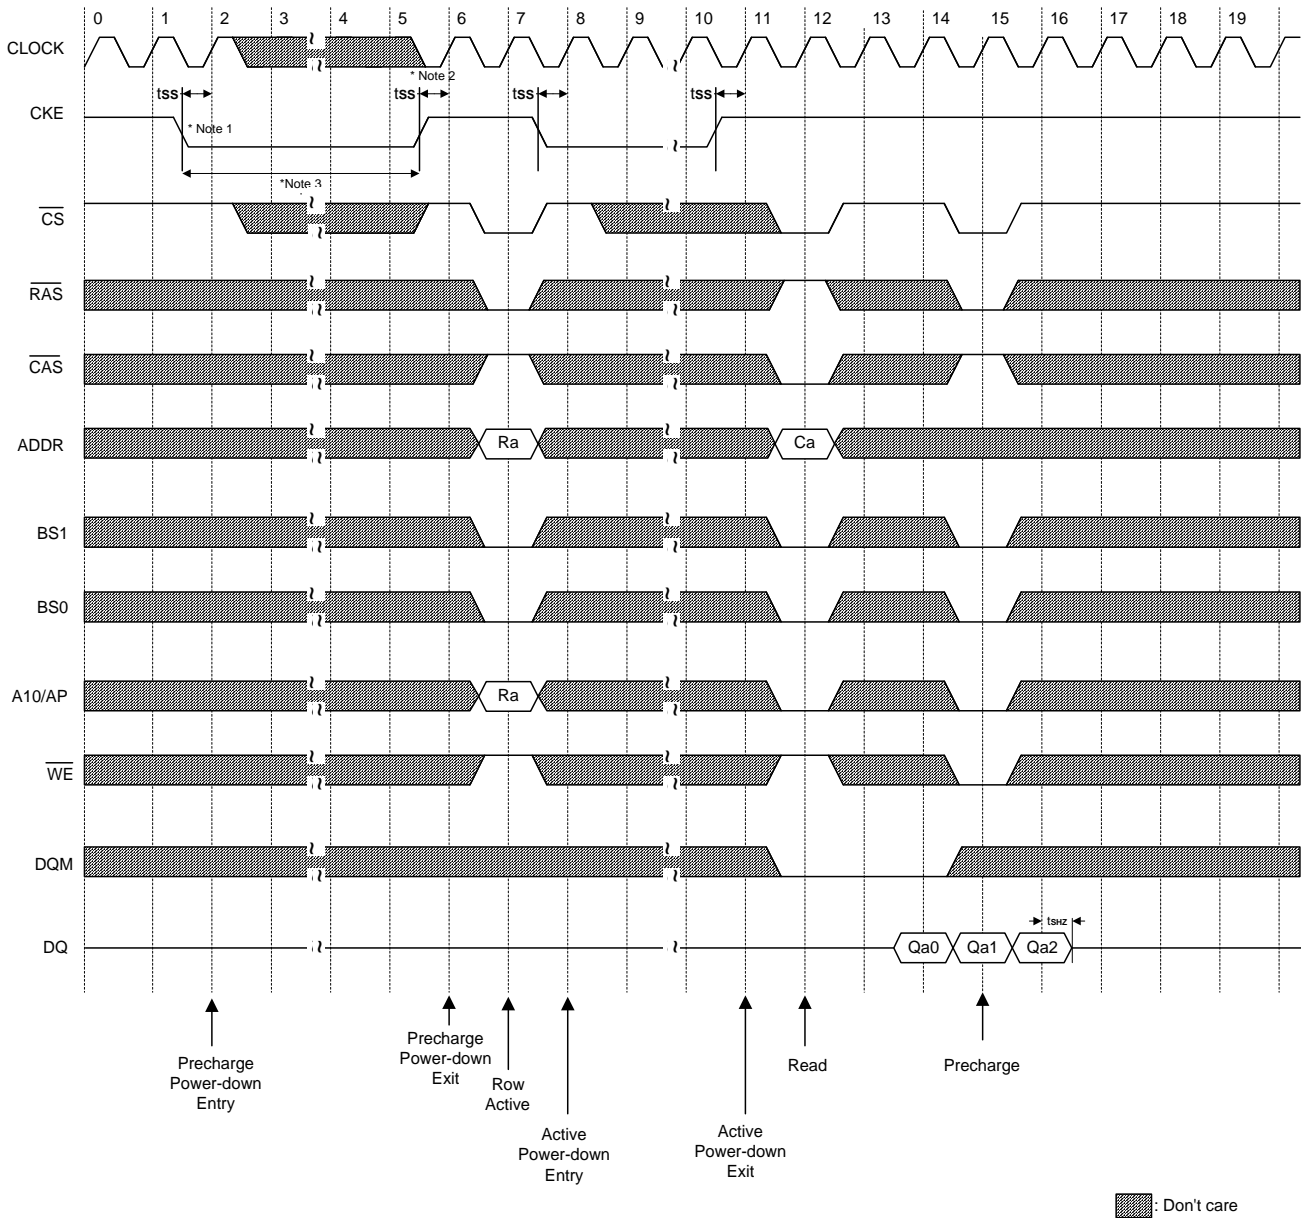 0 1 2 3 4 5 6 7 8 9 10 11 12 13 14 15 16 17 18 19
CLOCK
* Note 2
tss tss tss tss
CKE
* Note 1
*Note 3
CS
RAS
CAS
ADDR Ra Ca
BS1
BS0
A10/AP Ra
WE
DQM
tSHZ
DQ Qa0 Qa1 Qa2
Precharge
Power-down
Entry
Precharge
Power-down
Exit
Row
Active
Active
Power-down
Entry
Active
Power-down
Exit
Read
Precharge
: Don't care